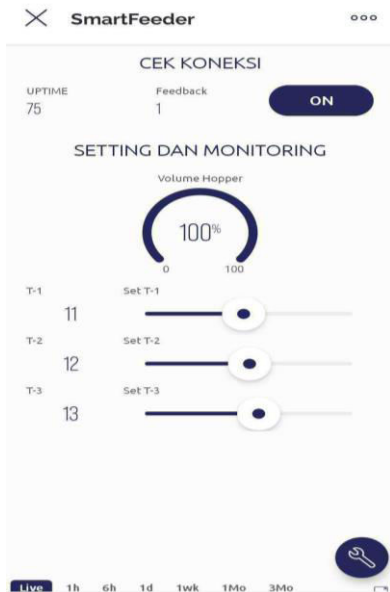 SmartFeeder
CEK KONEKSI
UPTIME Feedback
75 1 ON
SETTING DAN MONITORING
Volume Hopper
100%
0 100
T-1 Set T-1
11
T-2 Set T-2
12
T-3 Set T-3
13
Live 1h 6h 1d 1wk 1Mo 3Mo